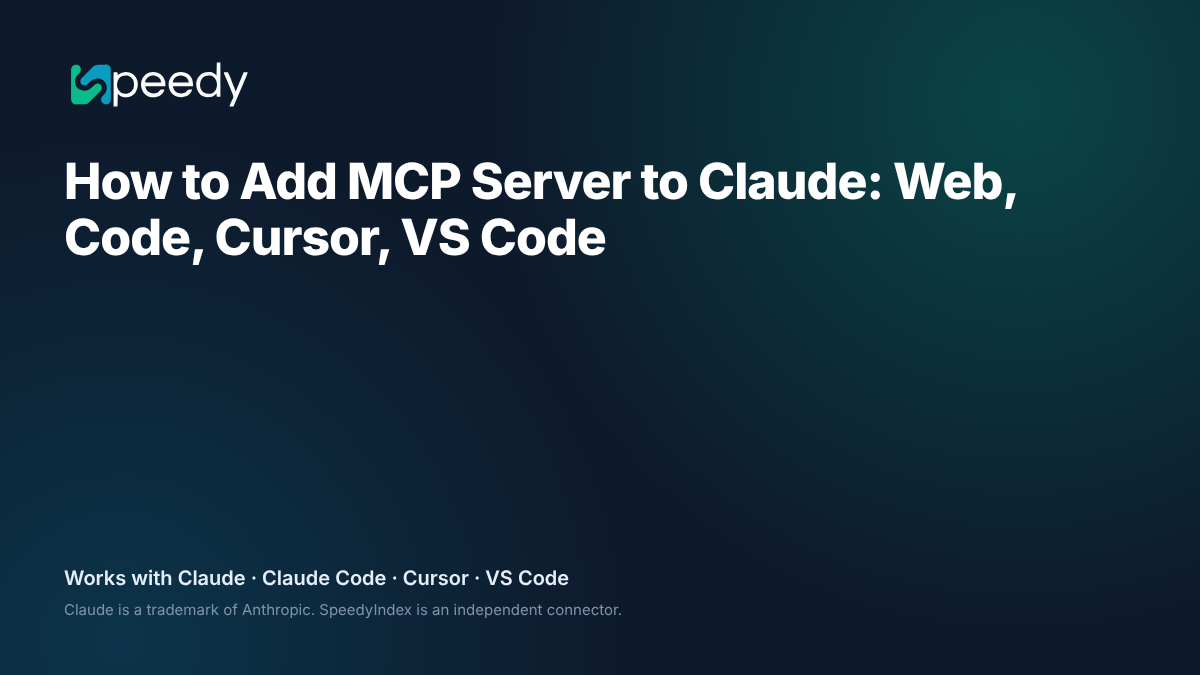 Speedy
How to Add MCP Server to Claude: Web,
Code, Cursor, VS Code
Works with Claude · Claude Code · Cursor · VS Code
Claude is a trademark of Anthropic. SpeedyIndex is an independent connector.